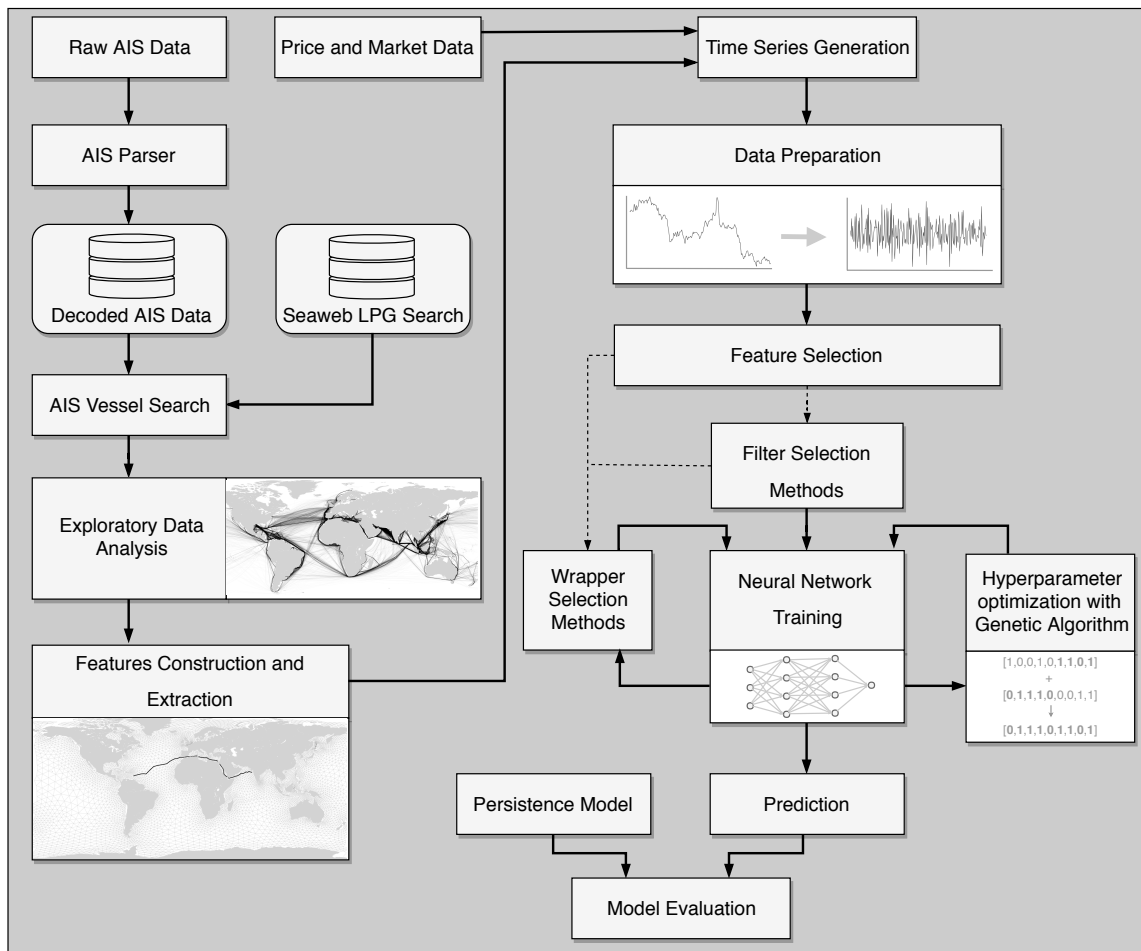 Raw AIS Data
Price and Market Data
Time Series Generation
AIS Parser
Data Preparation
Decoded AIS Data
Seaweb LPG Search
Feature Selection
AIS Vessel Search
Filter Selection
Methods
Exploratory Data
Analysis
Wrapper
Selection
Methods
Neural Network
Training
Hyperparameter
optimization with
Genetic Algorithm
[1,0,0,1,0,1,1,0,1]
+
[0,1,1,1,0,0,0,1,1]
[0,1,1,1,0,1,1,0,1]
Features Construction and
Extraction
Persistence Model
Prediction
Model Evaluation